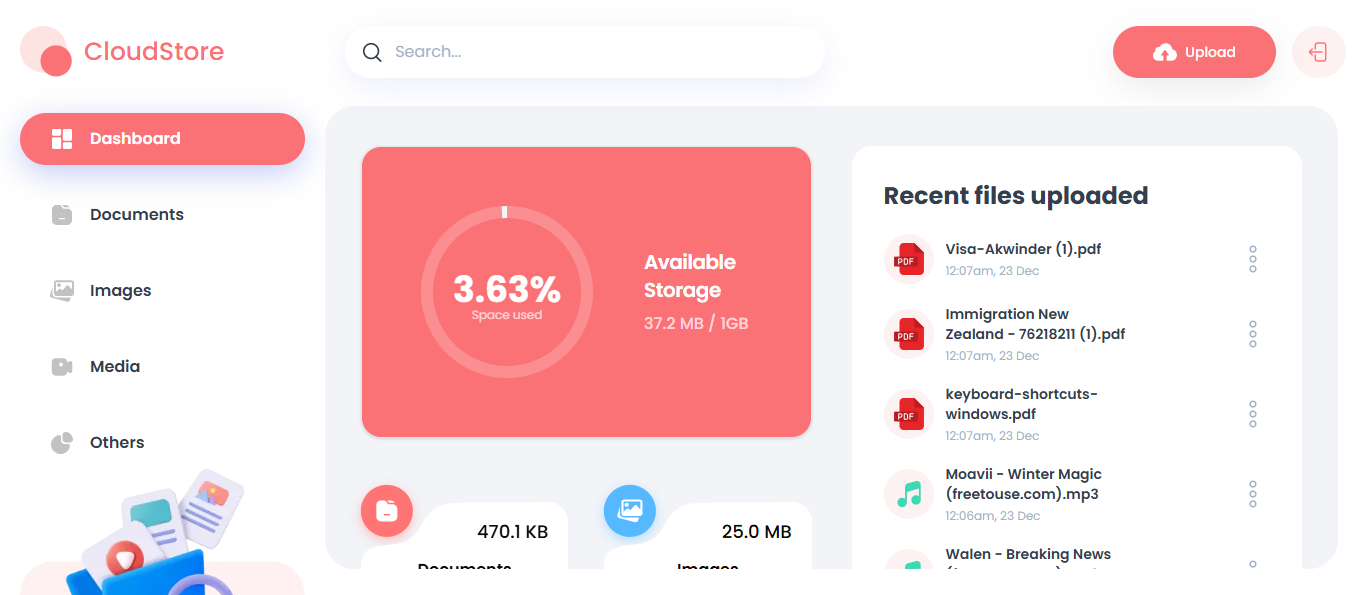 CloudStore
Search...
Upload
Dashboard
Documents
Images
Media
Others
3.63%
Space used
Available
Storage
37.2 MB / 1GB
470.1 KB
Documents
25.0 MB
Images
Recent files uploaded
PDF
Visa-Akwinder (1).pdf
12:07am, 23 Dec
PDF
Immigration New
Zealand - 76218211 (1).pdf
12:07am, 23 Dec
PDF
keyboard-shortcuts-
windows.pdf
12:07am, 23 Dec
Moavii - Winter Magic
(freetouse.com).mp3
12:06am, 23 Dec
Walen - Breaking News